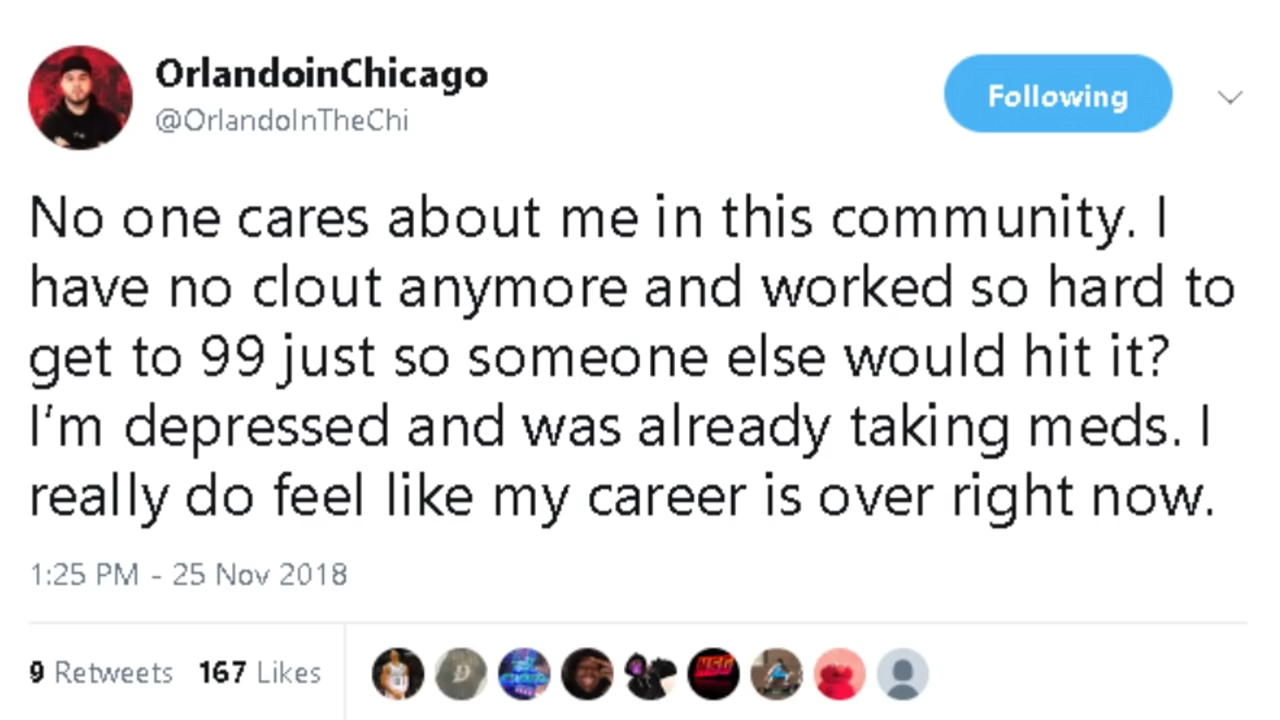 OrlandoinChicago
@OrlandoInTheChi
Following
No one cares about me in this community. I
have no clout anymore and worked so hard to
get to 99 just so someone else would hit it?
I'm depressed and was already taking meds. I
really do feel like my career is over right now.
1:25 PM - 25 Nov 2018
9 Retweets 167 Likes
NSG